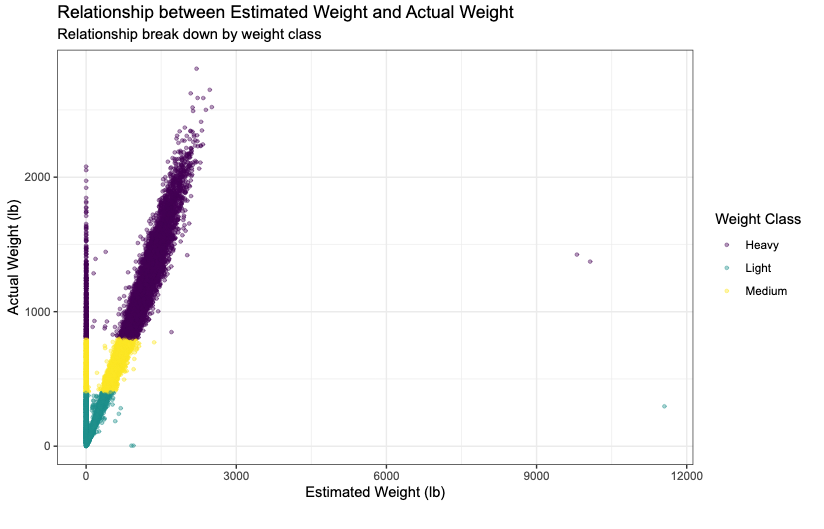 Relationship between Estimated Weight and Actual Weight
Relationship break down by weight class
Actual Weight (lb)
2000
1000
0
0 3000 6000 9000 12000
Estimated Weight (lb)
Weight Class
Heavy
Light
Medium